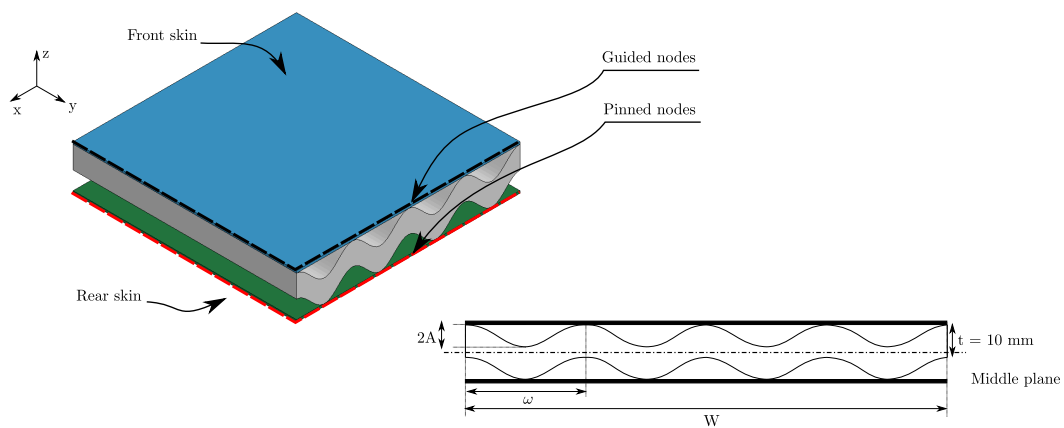 Front skin
Guided nodes
z
x
y
Pinned nodes
Rear skin
2A
t = 10 mm
Middle plane
ω
W